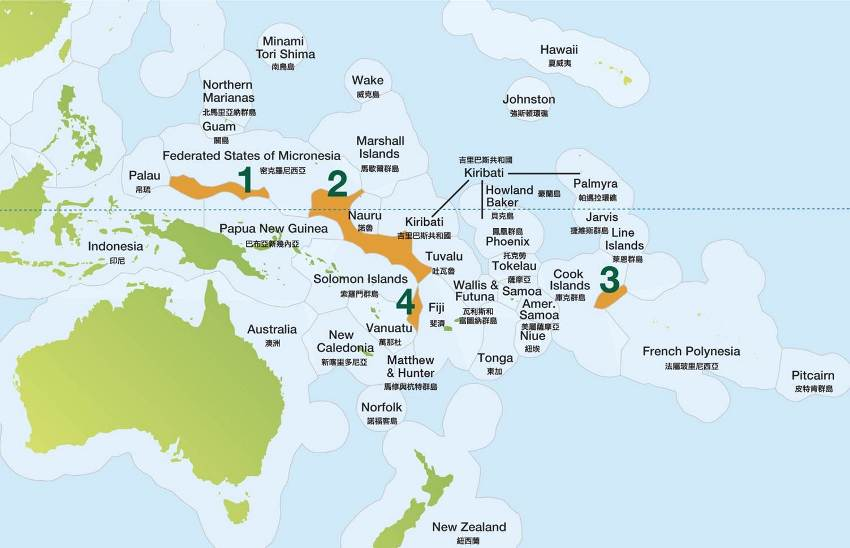 Minami
Tori Shima
南鳥島
Hawaii
夏威夷
Wake
威克島
Northern
Marianas
北馬里亞納群島
Guam
關島
Johnston
強斯頓環礁
Marshall
Islands
馬歇爾群島
Federated States of Micronesia
密克羅尼西亞
吉里巴斯共和國
Kiribati
Palau
帛琉
1
2
Howland
豪蘭島
Baker
貝克島
Palmyra
帕邁拉環礁
Nauru
諾魯
Kiribati
吉里巴斯共和國
Jarvis
捷維斯群島
Papua New Guinea
巴布亞新幾內亞
鳳凰群島
Phoenix
Line
Islands
萊恩群島
Indonesia
印尼
Tuvalu
吐瓦魯
托克勞
Tokelau
Solomon Islands
索羅門群島
Wallis &
Futuna
瓦利斯和
富圖納群島
薩摩亞
Samoa
Cook
Islands
庫克群島
3
4
Fiji
斐濟
Amer.
Samoa
美屬薩摩亞
Australia
澳洲
Vanuatu
萬那杜
New
Caledonia
新喀里多尼亞
Niue
紐埃
Matthew
& Hunter
馬修與杭特群島
Tonga
東加
French Polynesia
法屬玻里尼西亞
Pitcairn
皮特肯群島
Norfolk
諾福克島
New Zealand
紐西蘭